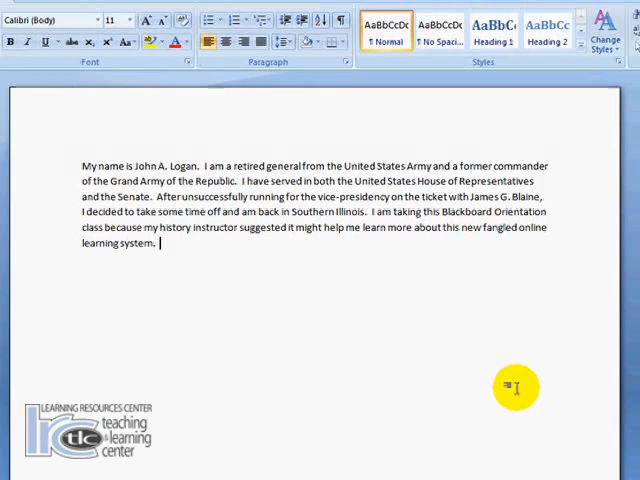 Calibri (Body) 11
AaBbCcDc AaBbCcDc AaBbCc AaBbCc
¶ Normal ¶ No Spaci... Heading 1 Heading 2 Change Styles
Font Paragraph Styles
My name is John A. Logan.  I am a retired general from the United States Army and a former commander
of the Grand Army of the Republic.  I have served in both the United States House of Representatives
and the Senate.  After unsuccessfully running for the vice-presidency on the ticket with James G. Blaine,
I decided to take some time off and am back in Southern Illinois.  I am taking this Blackboard Orientation
class because my history instructor suggested it might help me learn more about this new fangled online
learning system.
LEARNING RESOURCES CENTER
lrc teaching
tlc & learning
center